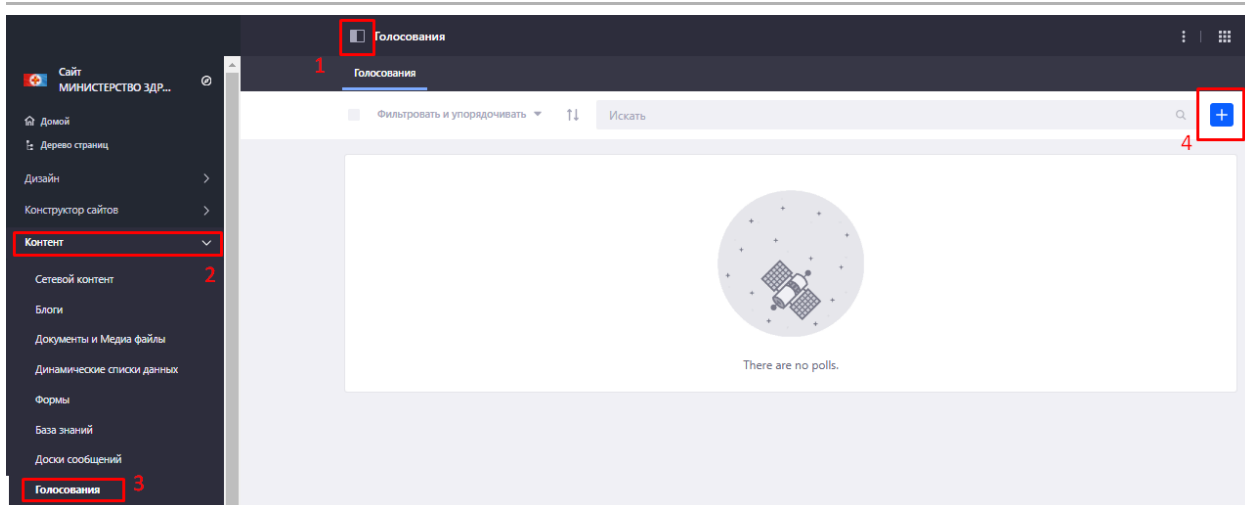 Голосования
1
Сайт
МИНИСТЕРСТВО ЗДР...
Голосования
Домой
Фильтровать и упорядочивать
Искать
4
Дерево страниц
Дизайн
Конструктор сайтов
Контент
2
Сетевой контент
Блоги
Документы и Медиа файлы
Динамические списки данных
There are no polls.
Формы
База знаний
Доски сообщений
Голосования
3